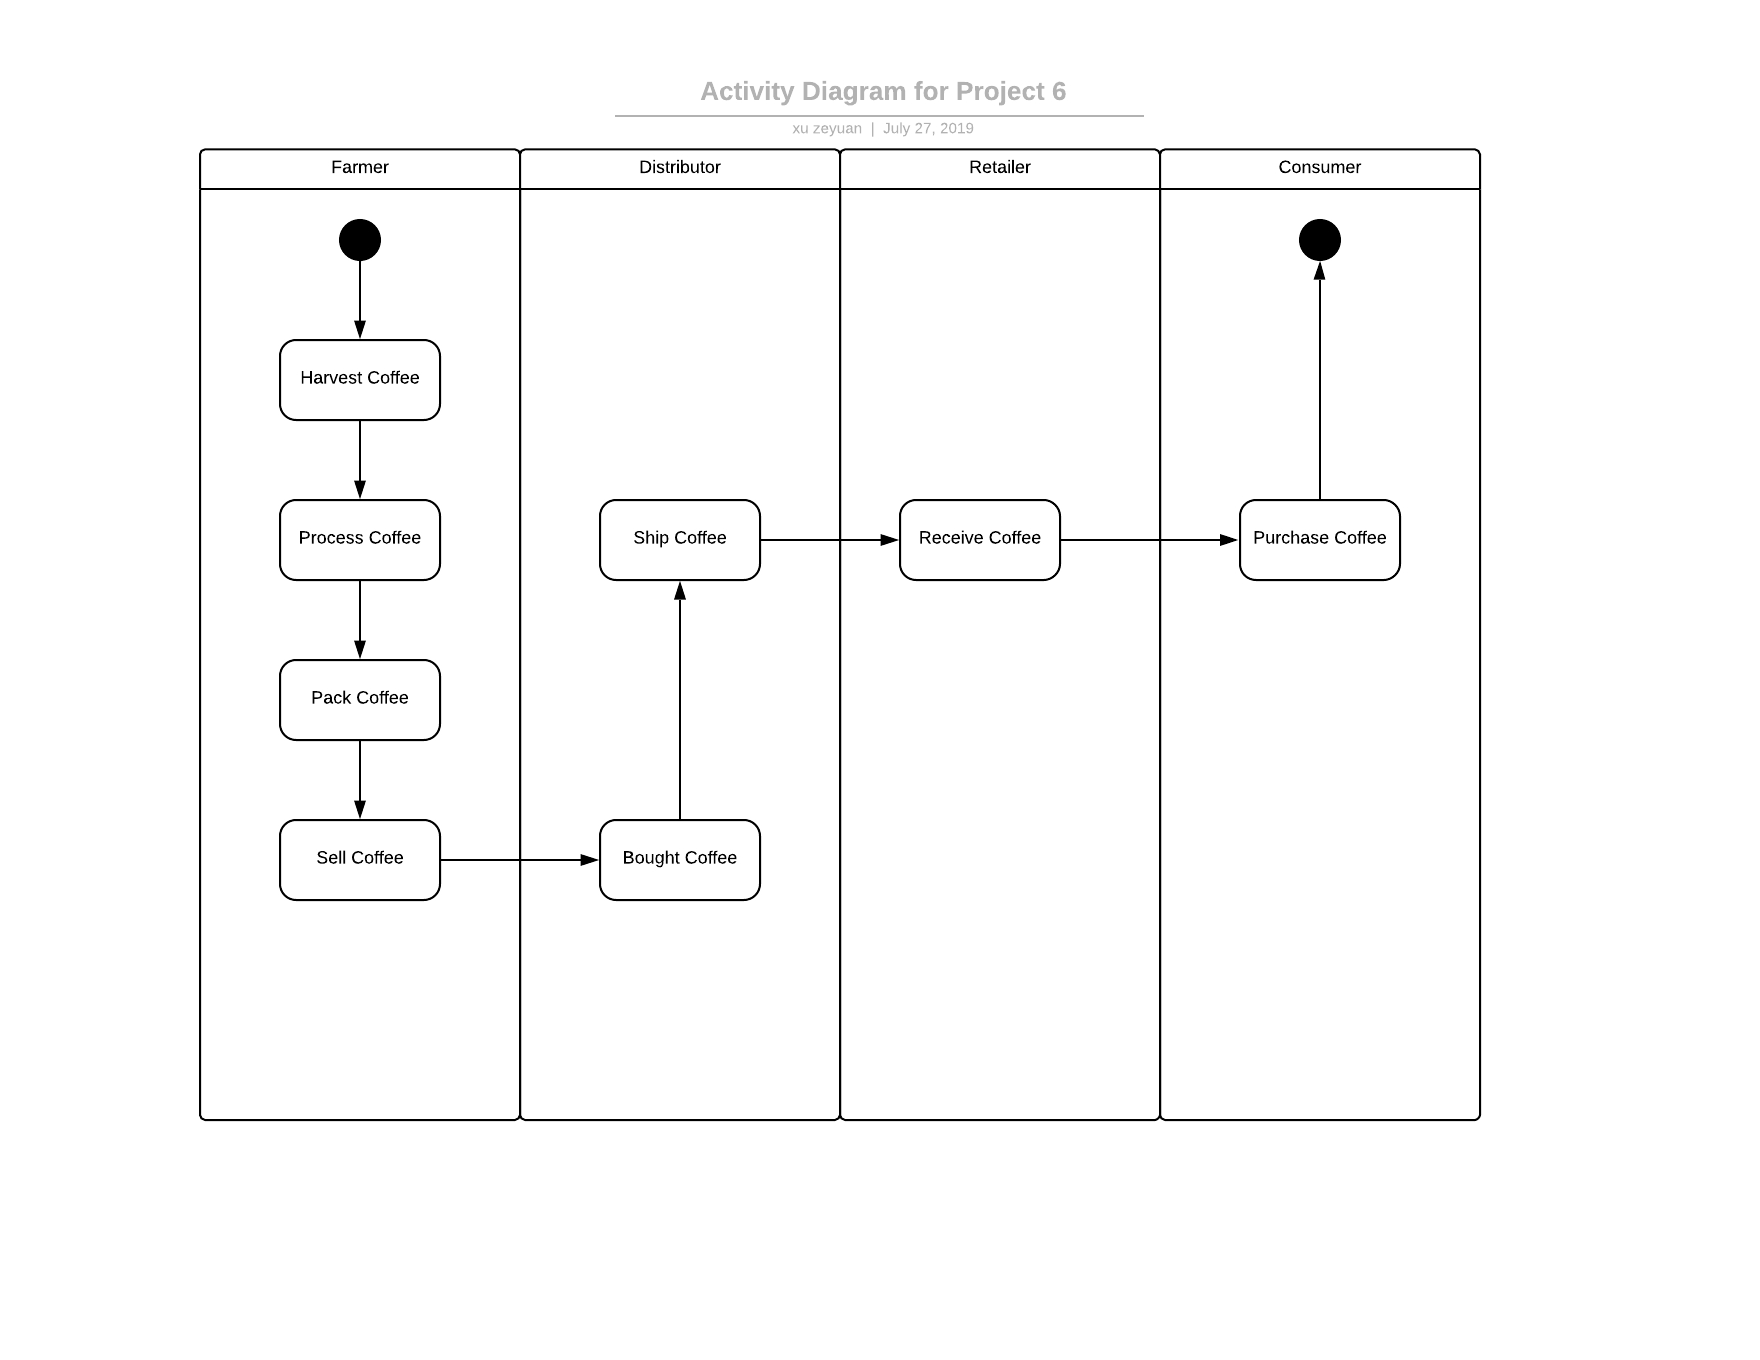 Activity Diagram for Project 6
xu zeyuan | July 27, 2019
Farmer
Distributor
Retailer
Consumer
Harvest Coffee
Process Coffee
Ship Coffee
Receive Coffee
Purchase Coffee
Pack Coffee
Sell Coffee
Bought Coffee